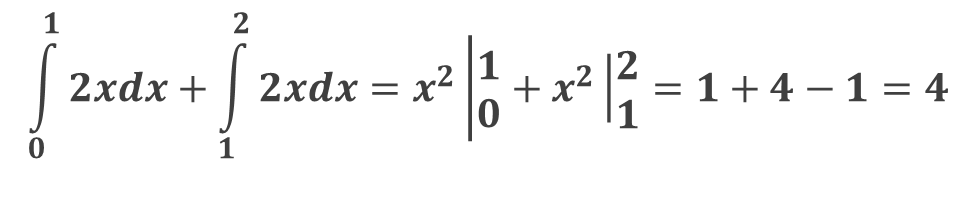 ∫₀¹ 2xdx + ∫₁² 2xdx = x² |₀¹ + x² |₁² = 1 + 4 − 1 = 4